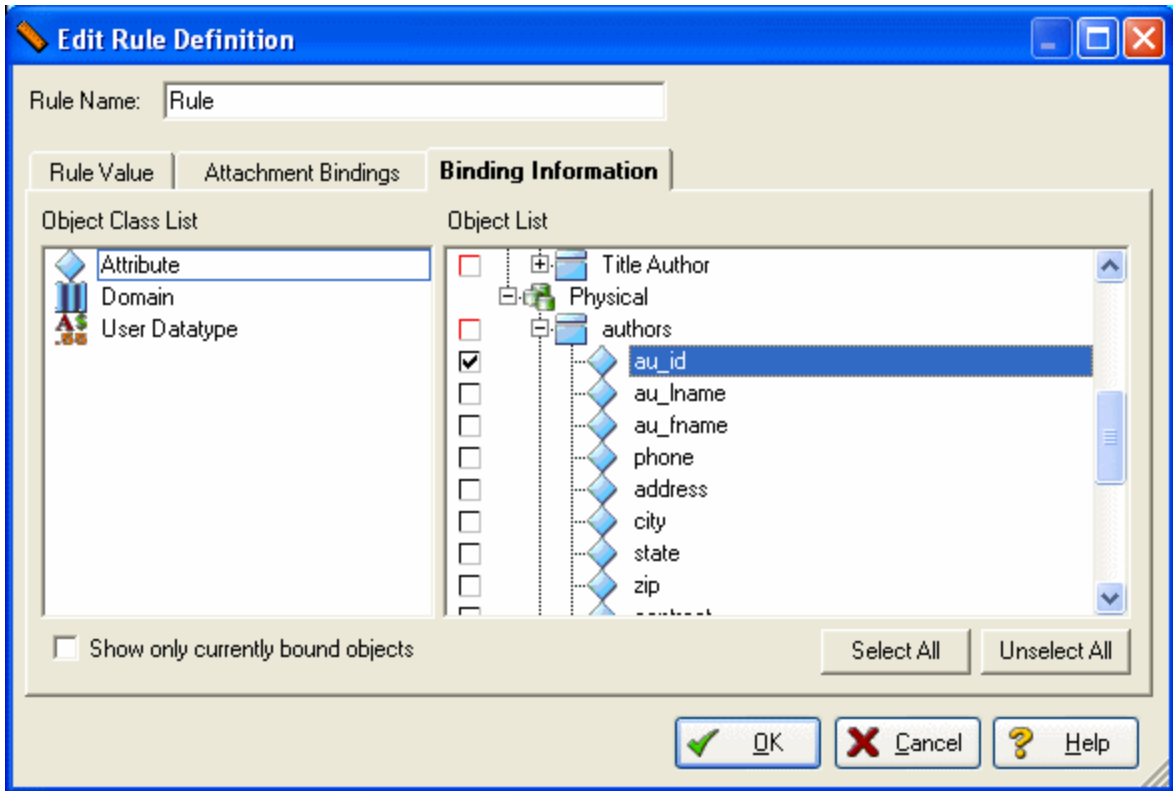 Edit Rule Definition
Rule Name: Rule
Rule Value Attachment Bindings Binding Information
Object Class List Object List
Attribute
Domain
User Datatype
Title Author
Physical
authors
au_id
au_lname
au_fname
phone
address
city
state
zip
Show only currently bound objects
Select All Unselect All
OK Cancel Help